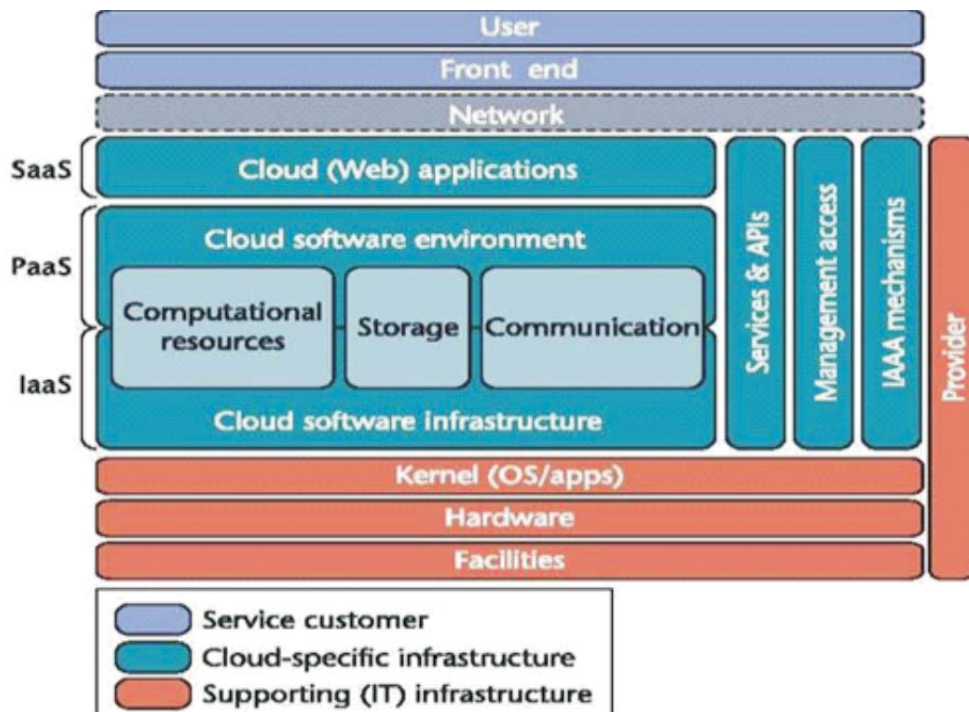 User
Front end
Network
SaaS
Cloud (Web) applications
PaaS
Cloud software environment
Computational
resources
Storage
Communication
IaaS
Cloud software infrastructure
Services & APIs
Management access
IAAA mechanisms
Provider
Kernel (OS/apps)
Hardware
Facilities
Service customer
Cloud-specific infrastructure
Supporting (IT) infrastructure